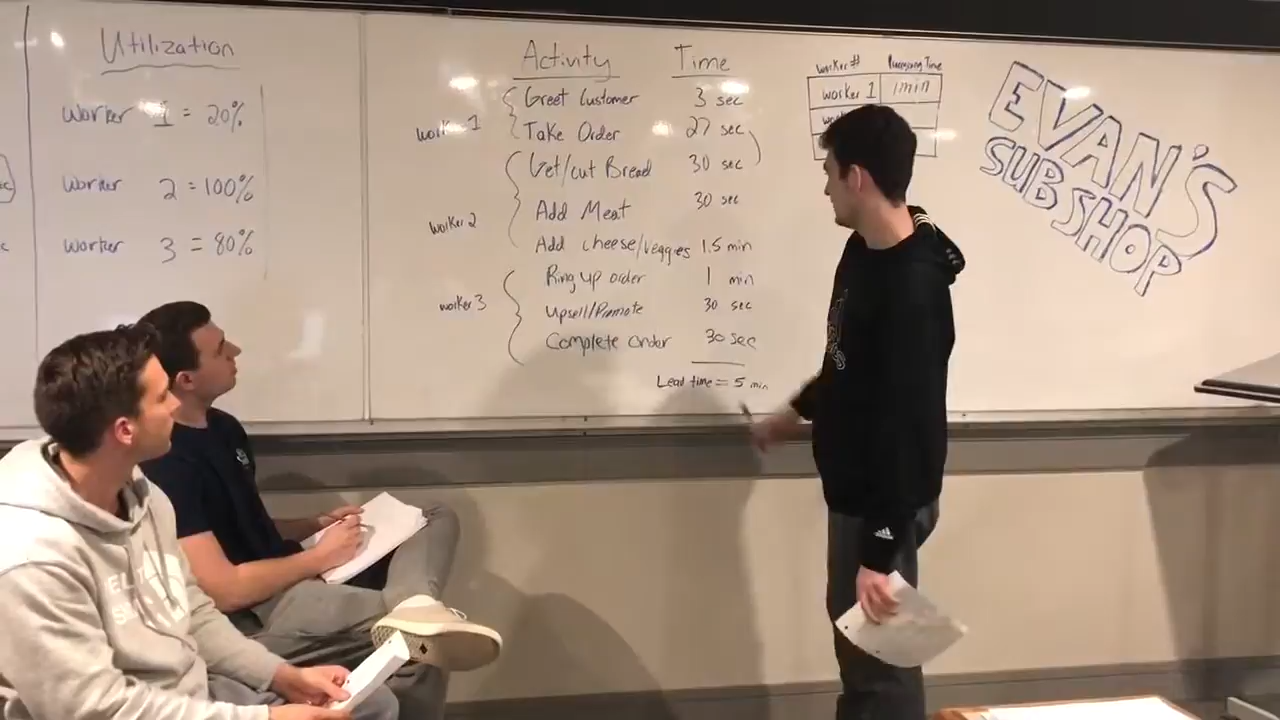 Utilization
Worker 1 = 20%
Worker 2 = 100%
Worker 3 = 80%
Activity Time
worker 1
Greet Customer 3 sec
Take Order 27 sec
Get/cut Bread 30 sec
worker 2
Add Meat 30 sec
Add cheese/veggies 1.5 min
worker 3
Ring up order 1 min
Upsell/Promote 30 sec
Complete Order 30 sec
Lead time = 5 min
worker # Processing Time
worker 1 1 min
EVAN'S
SUB SHOP